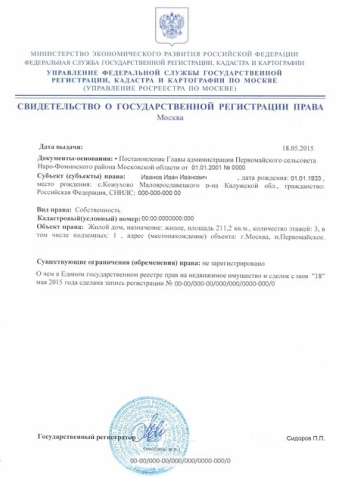 МИНИСТЕРСТВО ЭКОНОМИЧЕСКОГО РАЗВИТИЯ РОССИЙСКОЙ ФЕДЕРАЦИИ
ФЕДЕРАЛЬНАЯ СЛУЖБА ГОСУДАРСТВЕННОЙ РЕГИСТРАЦИИ, КАДАСТРА И КАРТОГРАФИИ
УПРАВЛЕНИЕ ФЕДЕРАЛЬНОЙ СЛУЖБЫ ГОСУДАРСТВЕННОЙ
РЕГИСТРАЦИИ, КАДАСТРА И КАРТОГРАФИИ ПО МОСКВЕ
(УПРАВЛЕНИЕ РОСРЕЕСТРА ПО МОСКВЕ)
СВИДЕТЕЛЬСТВО О ГОСУДАРСТВЕННОЙ РЕГИСТРАЦИИ ПРАВА
Москва
Дата выдачи: 18.05.2015
Документы-основания: • Постановление Главы администрации Первомайского сельсовета
Наро-Фоминского района Московской области от 01.01.2001 № 0000
Субъект (субъекты) права: Иванов Иван Иванович , дата рождения: 01.01.1933 ,
место рождения: с.Кожухово Малоярославецкого р-на Калужской обл., гражданство:
Российская Федерация, СНИЛС: 000-000-000 00
Вид права: Собственность
Кадастровый(условный) номер: 00:00:0000000:000
Объект права: Жилой дом, назначение: жилое, площадь 211,2 кв.м., количество этажей: 3, в
том числе подземных: 1 , адрес (местонахождение) объекта: г.Москва, п.Первомайское.
Существующие ограничения (обременения) права: не зарегистрировано
О чем в Едином государственном реестре прав на недвижимое имущество и сделок с ним "18"
мая 2015 года сделана запись регистрации № 00-00/000-00/000/000/0000-000/0
Государственный регистратор Сидоров П.П.
(подпись, м.п.)
00-00/000-00/000/000/0000-000/0